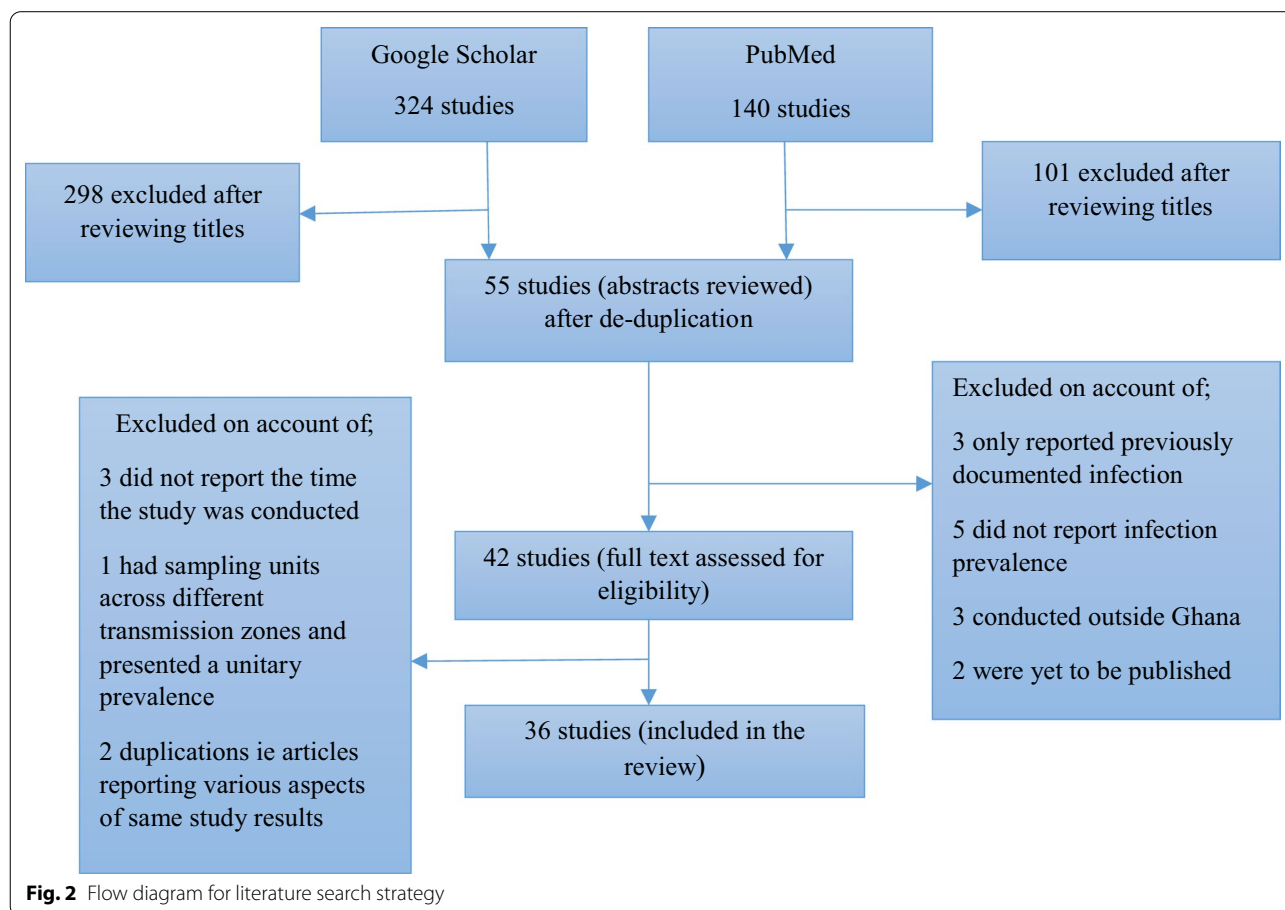 Google Scholar
324 studies
PubMed
140 studies
298 excluded after
reviewing titles
101 excluded after
reviewing titles
55 studies (abstracts reviewed)
after de-duplication
Excluded on account of;
3 only reported previously
documented infection
5 did not report infection
prevalence
3 conducted outside Ghana
2 were yet to be published
42 studies (full text assessed for
eligibility)
Excluded on account of;
3 did not report the time
the study was conducted
1 had sampling units
across different
transmission zones and
presented a unitary
prevalence
2 duplications ie articles
reporting various aspects
of same study results
36 studies (included in the
review)
Fig. 2 Flow diagram for literature search strategy